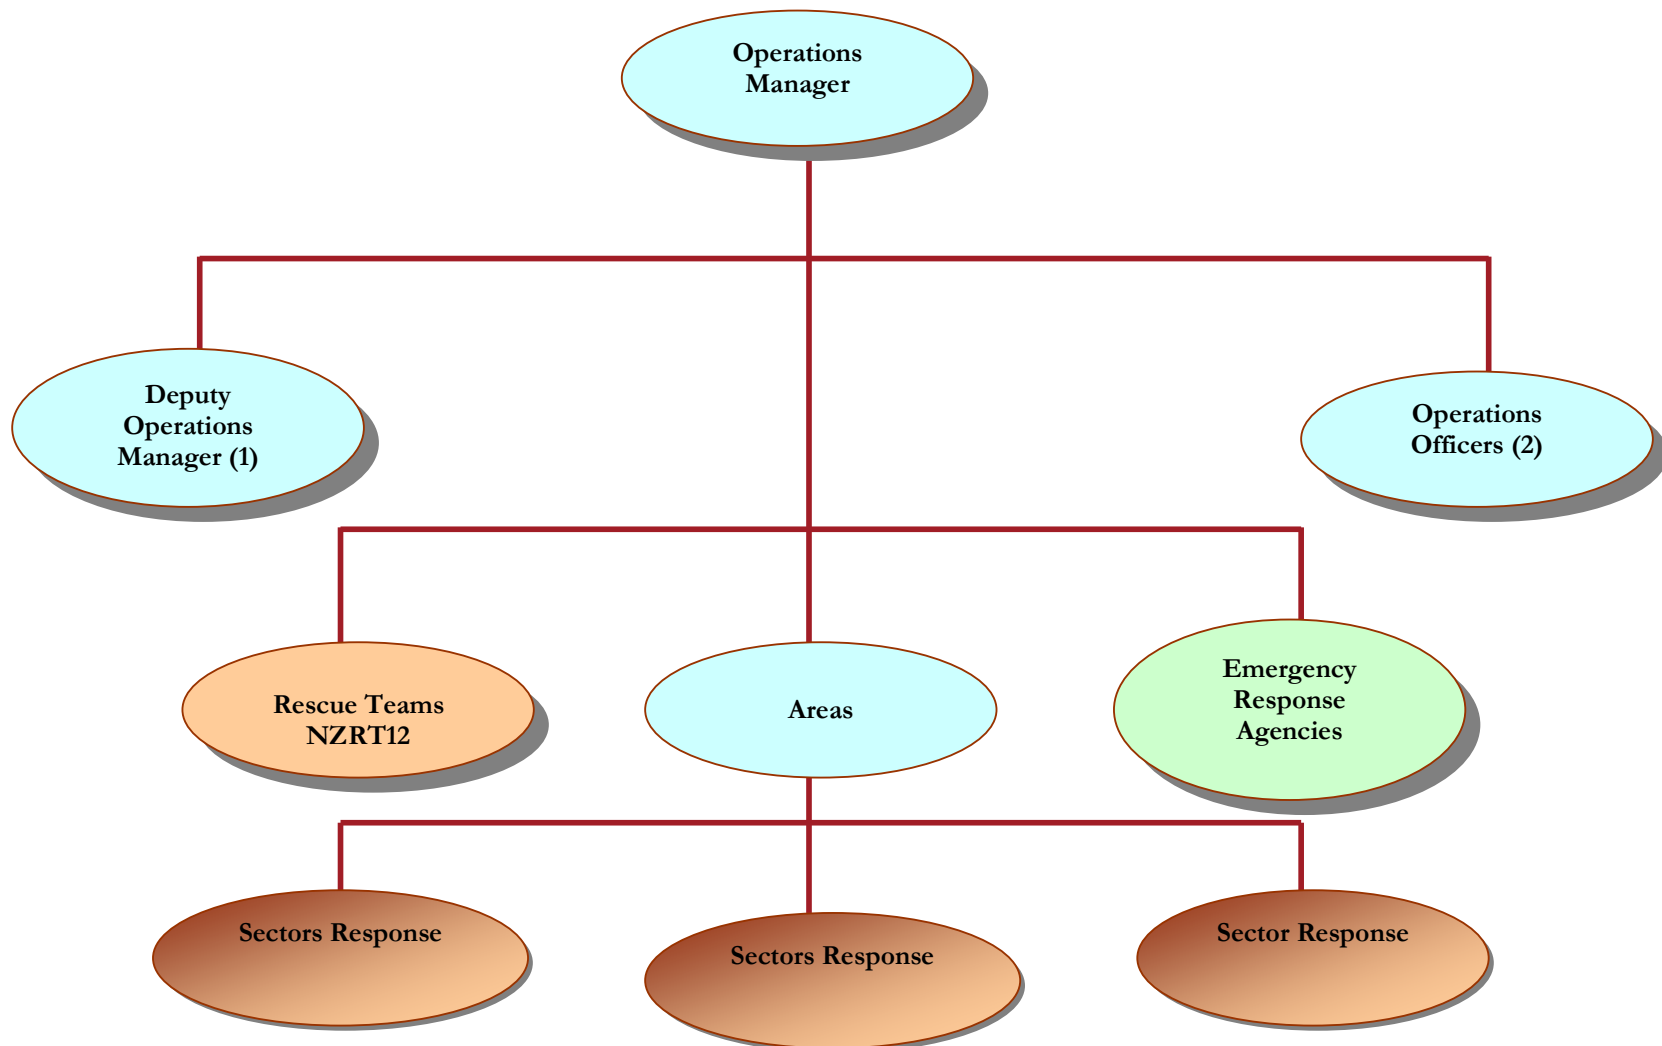 Operations
Manager
Deputy
Operations
Manager (1)
Operations
Officers (2)
Rescue Teams
NZRT12
Areas
Emergency
Response
Agencies
Sectors Response
Sectors Response
Sector Response